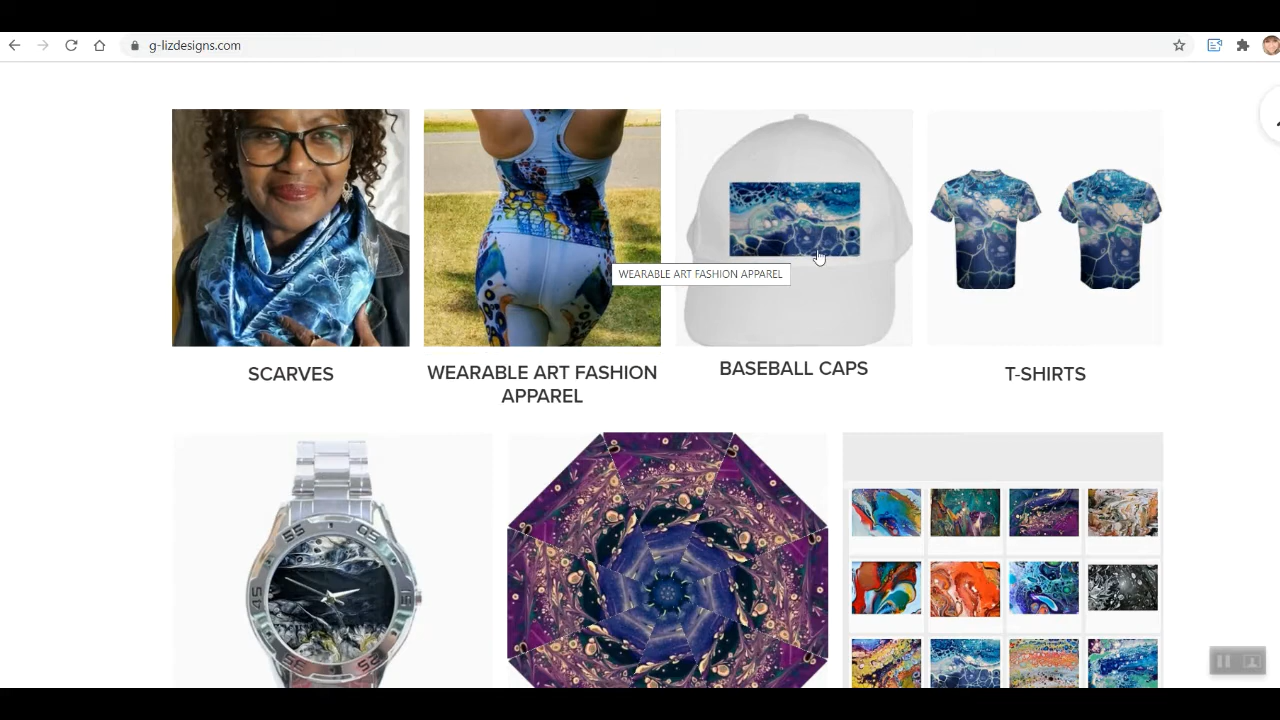 g-lizdesigns.com
WEARABLE ART FASHION APPAREL
SCARVES
WEARABLE ART FASHION
APPAREL
BASEBALL CAPS
T-SHIRTS